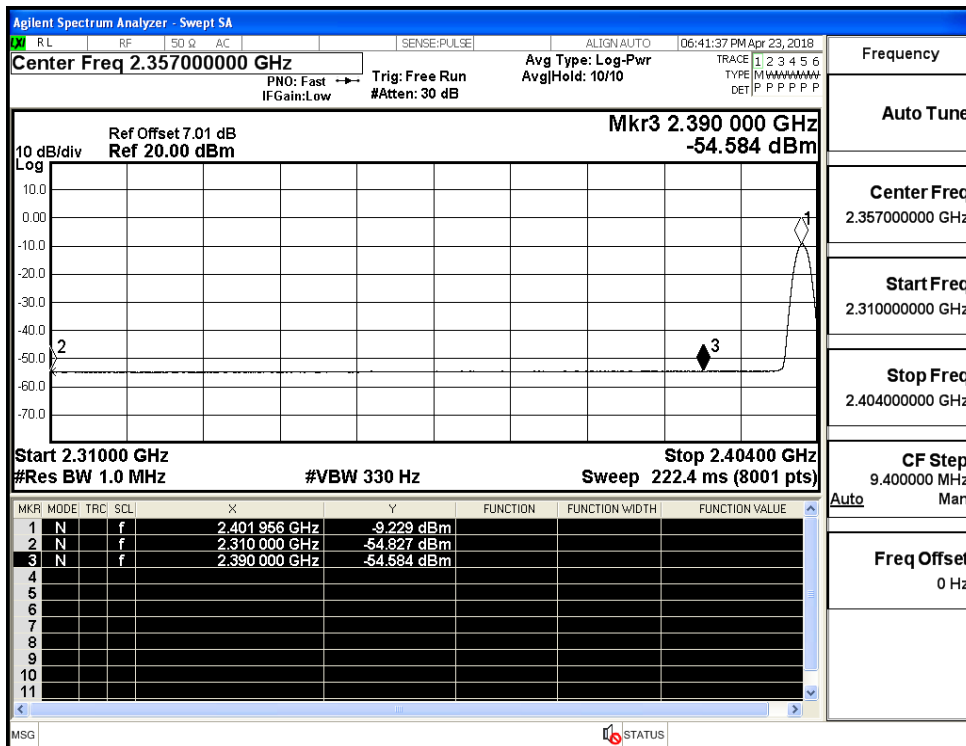 Agilent Spectrum Analyzer - Swept SA
LXI RL RF 50 Ω AC SENSE:PULSE ALIGNAUTO 06:41:37 PM Apr 23, 2018
Center Freq 2.357000000 GHz
PNO: Fast
IFGain:Low
Trig: Free Run
#Atten: 30 dB
Avg Type: Log-Pwr
Avg|Hold: 10/10
TRACE 1 2 3 4 5 6
TYPE M W W W W W
DET P P P P P P
Ref Offset 7.01 dB
10 dB/div Ref 20.00 dBm
Log
Mkr3 2.390 000 GHz
-54.584 dBm
10.0
0.00
-10.0
-20.0
-30.0
-40.0
-50.0
-60.0
-70.0
1
2
3
Start 2.31000 GHz Stop 2.40400 GHz
#Res BW 1.0 MHz #VBW 330 Hz Sweep 222.4 ms (8001 pts)
MKR MODE TRC SCL X Y FUNCTION FUNCTION WIDTH FUNCTION VALUE
1 N f 2.401 956 GHz -9.229 dBm
2 N f 2.310 000 GHz -54.827 dBm
3 N f 2.390 000 GHz -54.584 dBm
4
5
6
7
8
9
10
11
MSG STATUS
Frequency
Auto Tune
Center Freq
2.357000000 GHz
Start Freq
2.310000000 GHz
Stop Freq
2.404000000 GHz
CF Step
9.400000 MHz
Auto Man
Freq Offset
0 Hz